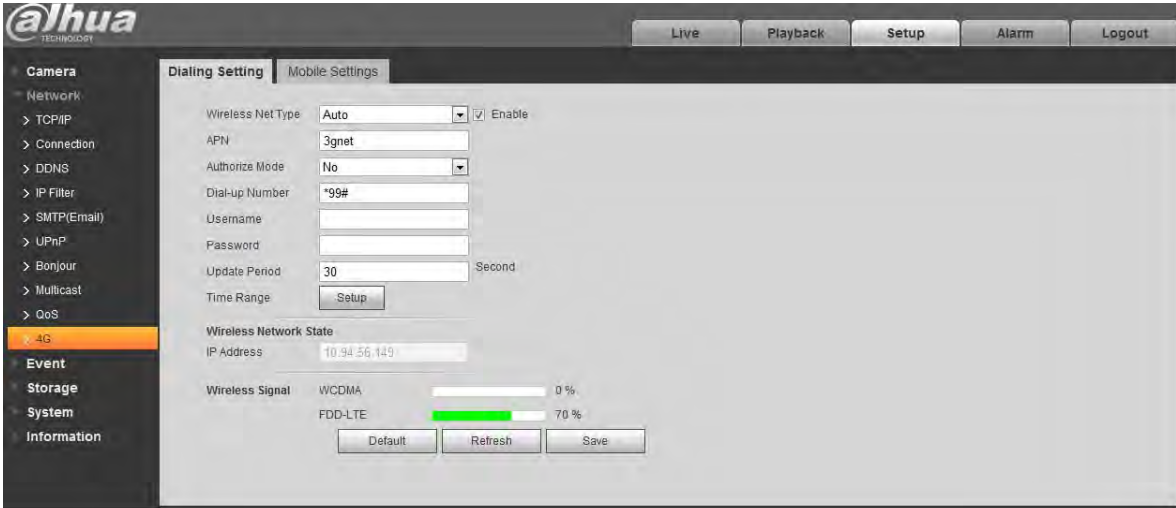 alhua
TECHNOLOGY
Live Playback Setup Alarm Logout
Camera
Network
> TCP/IP
> Connection
> DDNS
> IP Filter
> SMTP(Email)
> UPnP
> Bonjour
> Multicast
> QoS
> 4G
Event
Storage
System
Information
Dialing Setting Mobile Settings
Wireless Net Type Auto Enable
APN 3gnet
Authorize Mode No
Dial-up Number *99#
Username
Password
Update Period 30 Second
Time Range Setup
Wireless Network State
IP Address 10.94.56.149
Wireless Signal WCDMA 0 %
FDD-LTE 70 %
Default Refresh Save